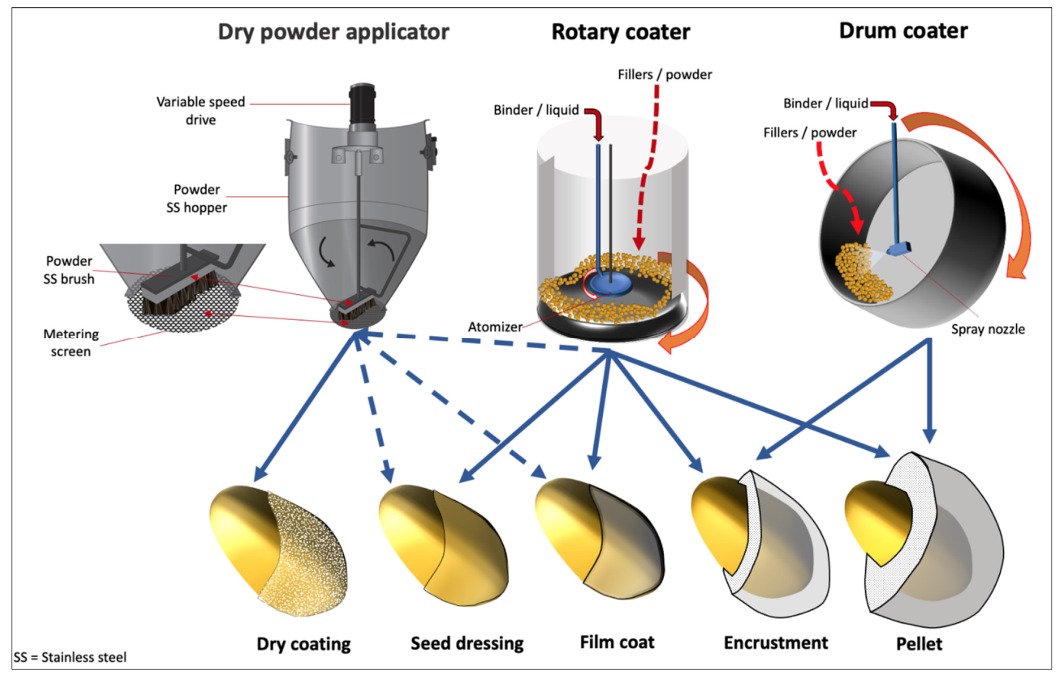 Dry powder applicator
Rotary coater
Drum coater
Variable speed
drive
Powder
SS hopper
Powder
SS brush
Metering
screen
Fillers / powder
Binder / liquid
Atomizer
Binder / liquid
Fillers / powder
Spray nozzle
Dry coating
Seed dressing
Film coat
Encrustment
Pellet
SS = Stainless steel